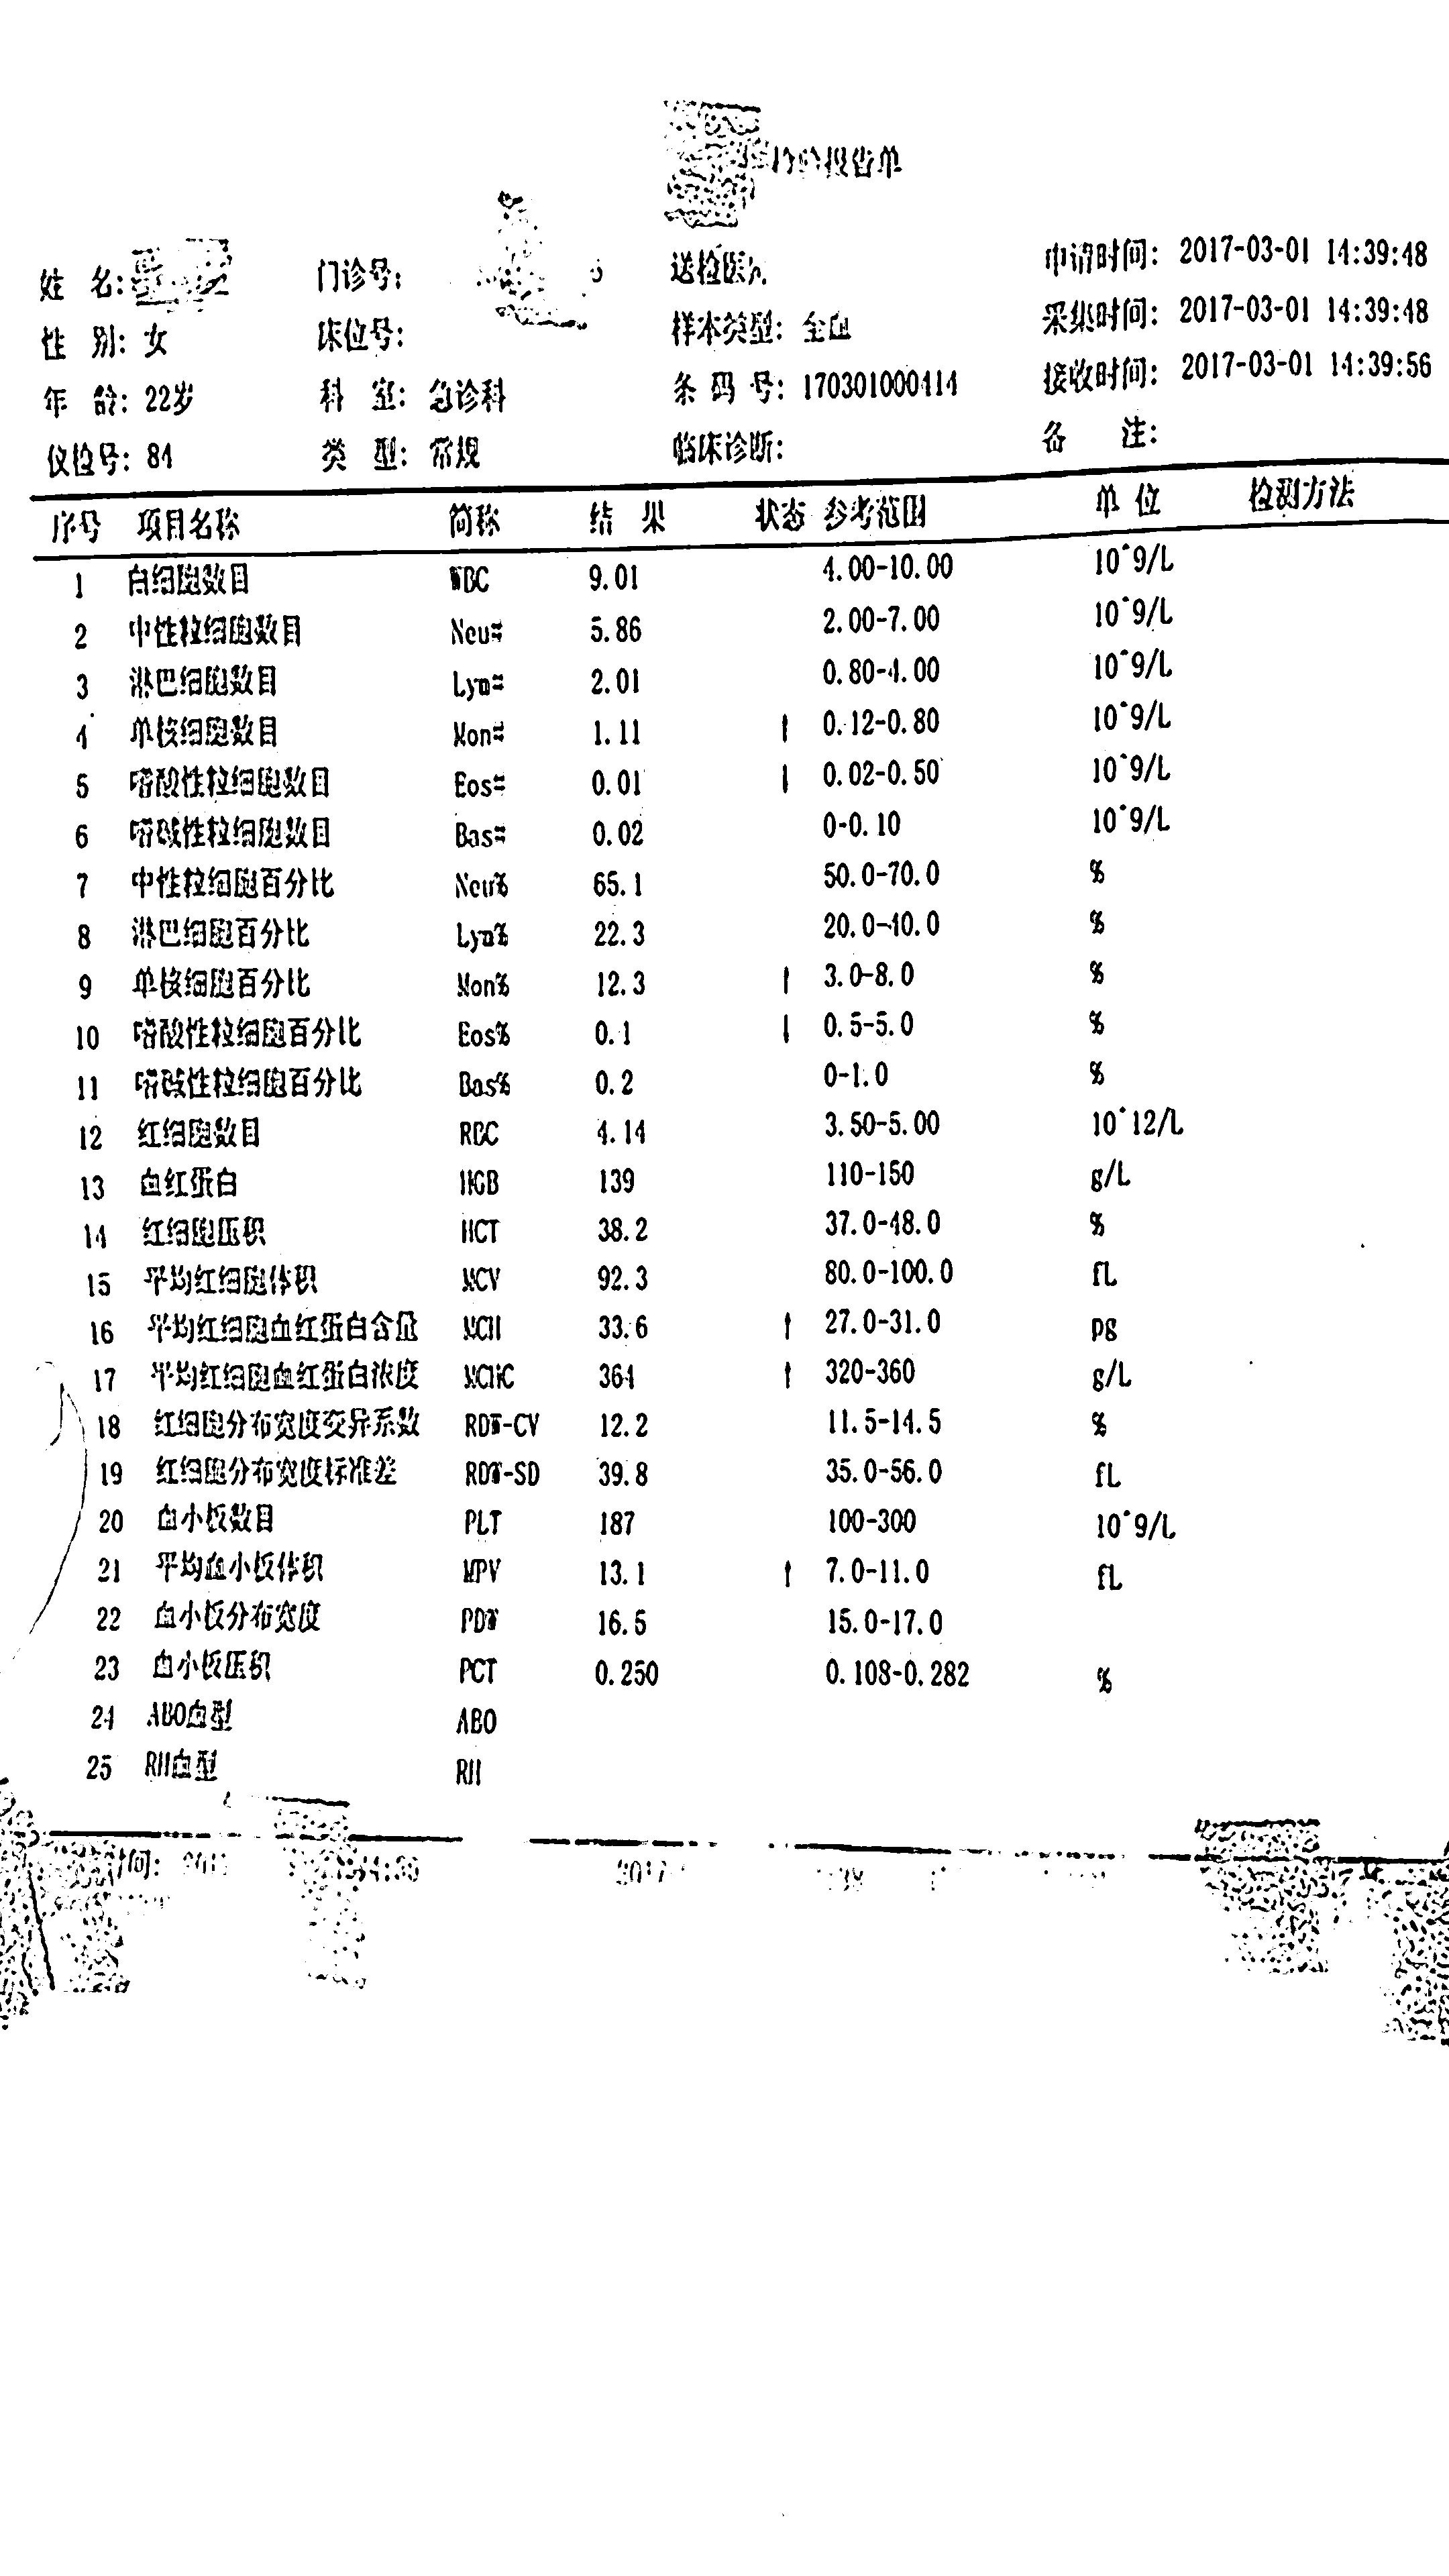 检验报告单
姓 名: 门诊号: 送检医 申请时间: 2017-03-01 14:39:48
性 别: 女 床位号: 样本类型: 全血 采集时间: 2017-03-01 14:39:48
年 龄: 22岁 科 室: 急诊科 条 码 号: 170301000414 接收时间: 2017-03-01 14:39:56
仪检号: 84 类 型: 常规 临床诊断: 备 注:
序号 项目名称 简称 结 果 状态 参考范围 单 位 检测方法
1 白细胞数目 WBC 9.01 4.00-10.00 10^9/L
2 中性粒细胞数目 Neu# 5.86 2.00-7.00 10^9/L
3 淋巴细胞数目 Lym# 2.01 0.80-4.00 10^9/L
4 单核细胞数目 Mon# 1.11 ↑ 0.12-0.80 10^9/L
5 嗜酸性粒细胞数目 Eos# 0.01 ↓ 0.02-0.50 10^9/L
6 嗜碱性粒细胞数目 Bas# 0.02 0-0.10 10^9/L
7 中性粒细胞百分比 Neu% 65.1 50.0-70.0 %
8 淋巴细胞百分比 Lym% 22.3 20.0-40.0 %
9 单核细胞百分比 Mon% 12.3 ↑ 3.0-8.0 %
10 嗜酸性粒细胞百分比 Eos% 0.1 ↓ 0.5-5.0 %
11 嗜碱性粒细胞百分比 Bas% 0.2 0-1.0 %
12 红细胞数目 RBC 4.14 3.50-5.00 10^12/L
13 血红蛋白 HGB 139 110-150 g/L
14 红细胞压积 HCT 38.2 37.0-48.0 %
15 平均红细胞体积 MCV 92.3 80.0-100.0 fL
16 平均红细胞血红蛋白含量 MCH 33.6 ↑ 27.0-31.0 pg
17 平均红细胞血红蛋白浓度 MCHC 364 ↑ 320-360 g/L
18 红细胞分布宽度变异系数 RDW-CV 12.2 11.5-14.5 %
19 红细胞分布宽度标准差 RDW-SD 39.8 35.0-56.0 fL
20 血小板数目 PLT 187 100-300 10^9/L
21 平均血小板体积 MPV 13.1 ↑ 7.0-11.0 fL
22 血小板分布宽度 PDW 16.5 15.0-17.0
23 血小板压积 PCT 0.250 0.108-0.282 %
24 ABO血型 ABO
25 RH血型 RH
时间: 2017